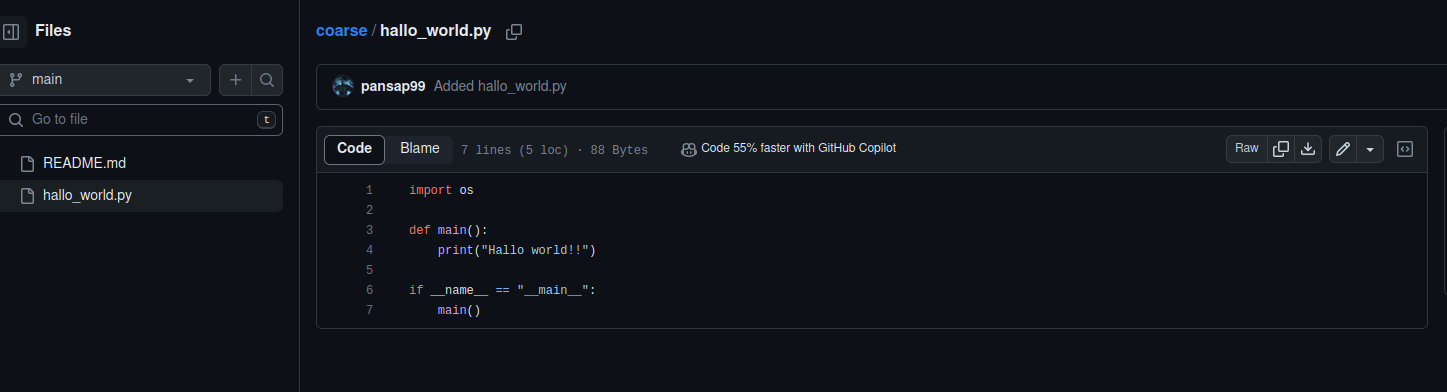 Files
main
Go to file
t
README.md
hallo_world.py
coarse / hallo_world.py
pansap99 Added hallo_world.py
Code Blame 7 lines (5 loc) · 88 Bytes Code 55% faster with GitHub Copilot Raw
1 import os
2
3 def main():
4     print("Hallo world!!")
5
6 if __name__ == "__main__":
7     main()